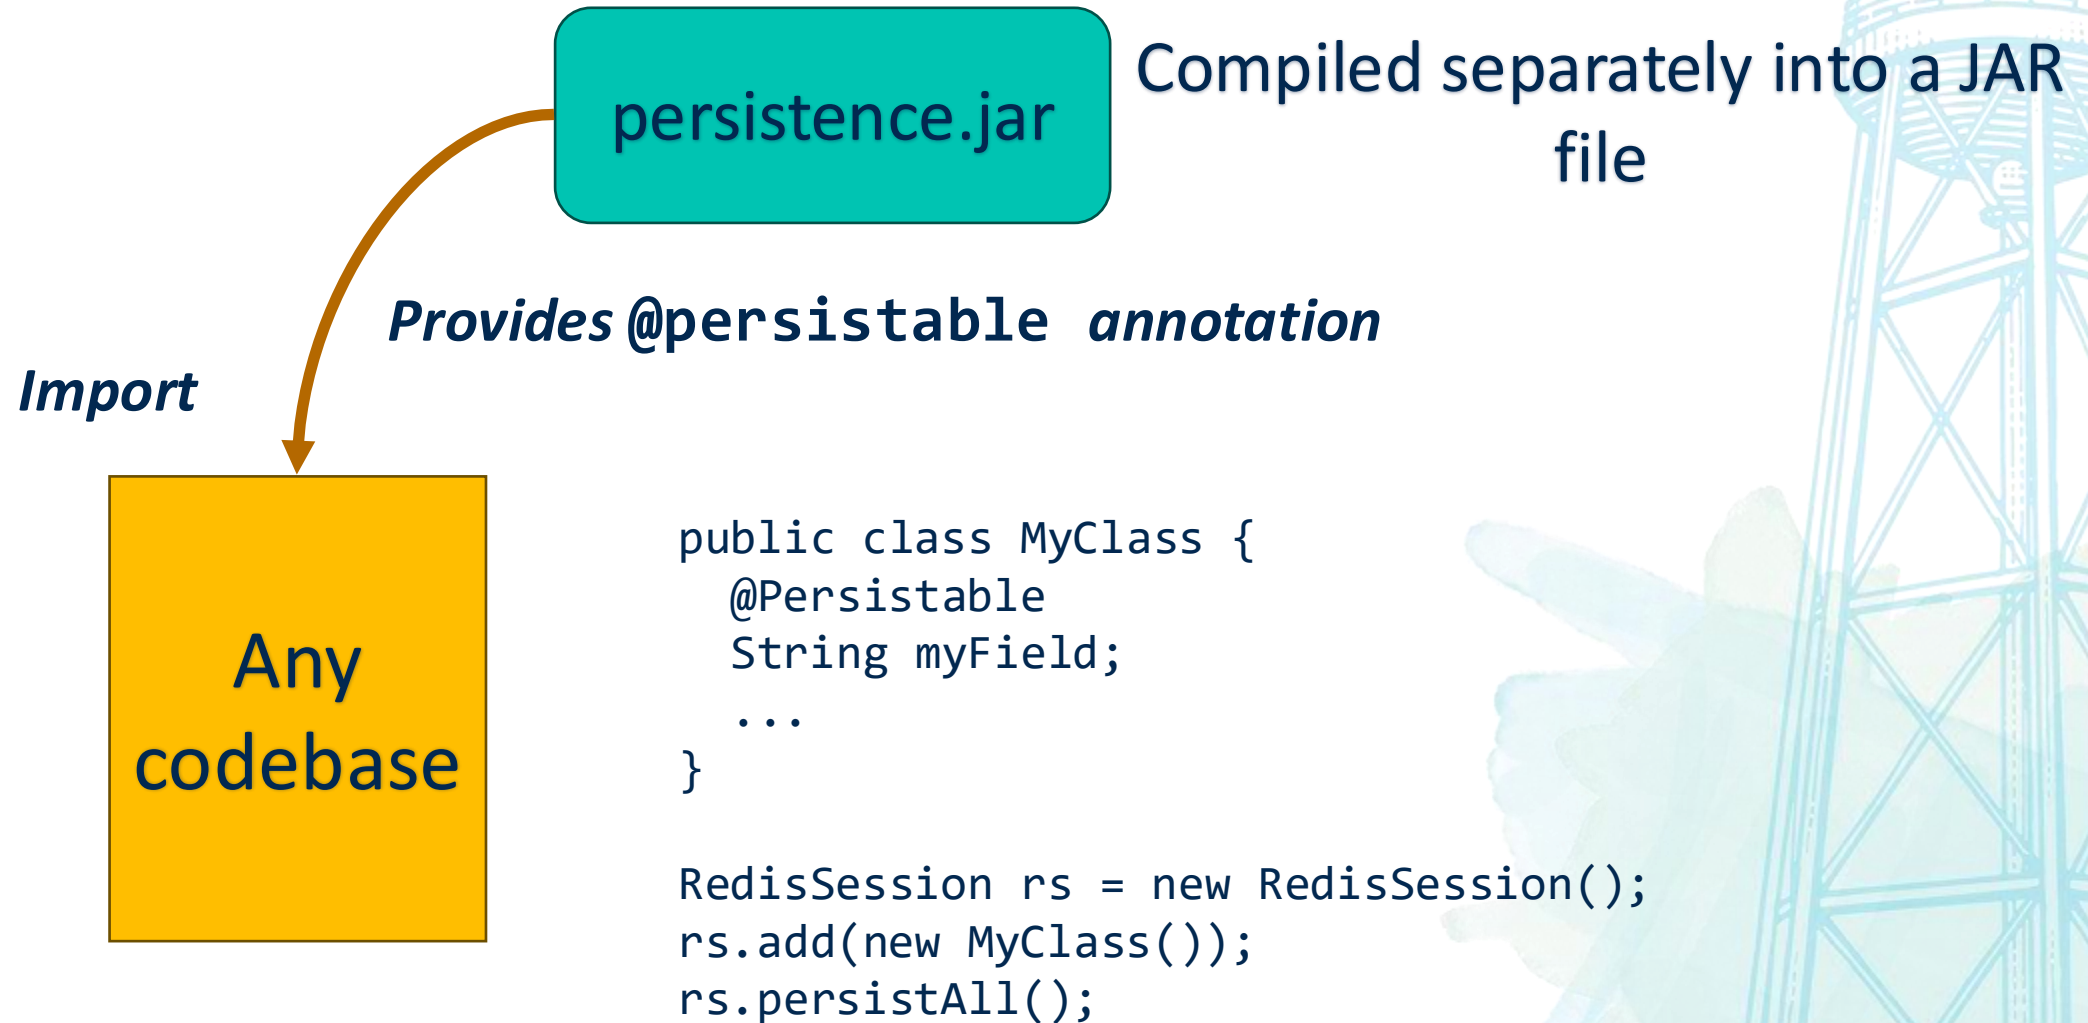 persistence.jar
Compiled separately into a JAR
file
Provides @persistable annotation
Import
Any
codebase
public class MyClass {
  @Persistable
  String myField;
  ...
}
RedisSession rs = new RedisSession();
rs.add(new MyClass());
rs.persistAll();